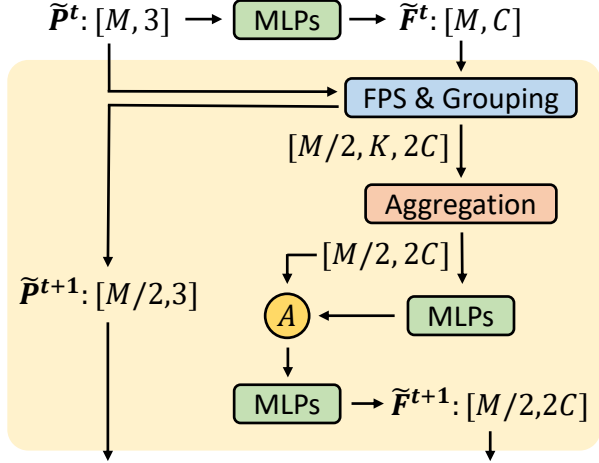 P̃ᵗ: [M, 3] MLPs F̃ᵗ: [M, C]
FPS & Grouping
[M/2, K, 2C]
Aggregation
[M/2, 2C]
P̃ᵗ⁺¹: [M/2,3] A MLPs
MLPs F̃ᵗ⁺¹: [M/2,2C]